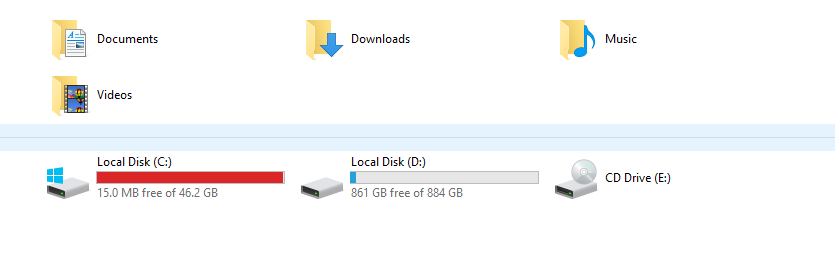 Documents
Downloads
Music
Videos
Local Disk (C:)
15.0 MB free of 46.2 GB
Local Disk (D:)
861 GB free of 884 GB
CD Drive (E:)